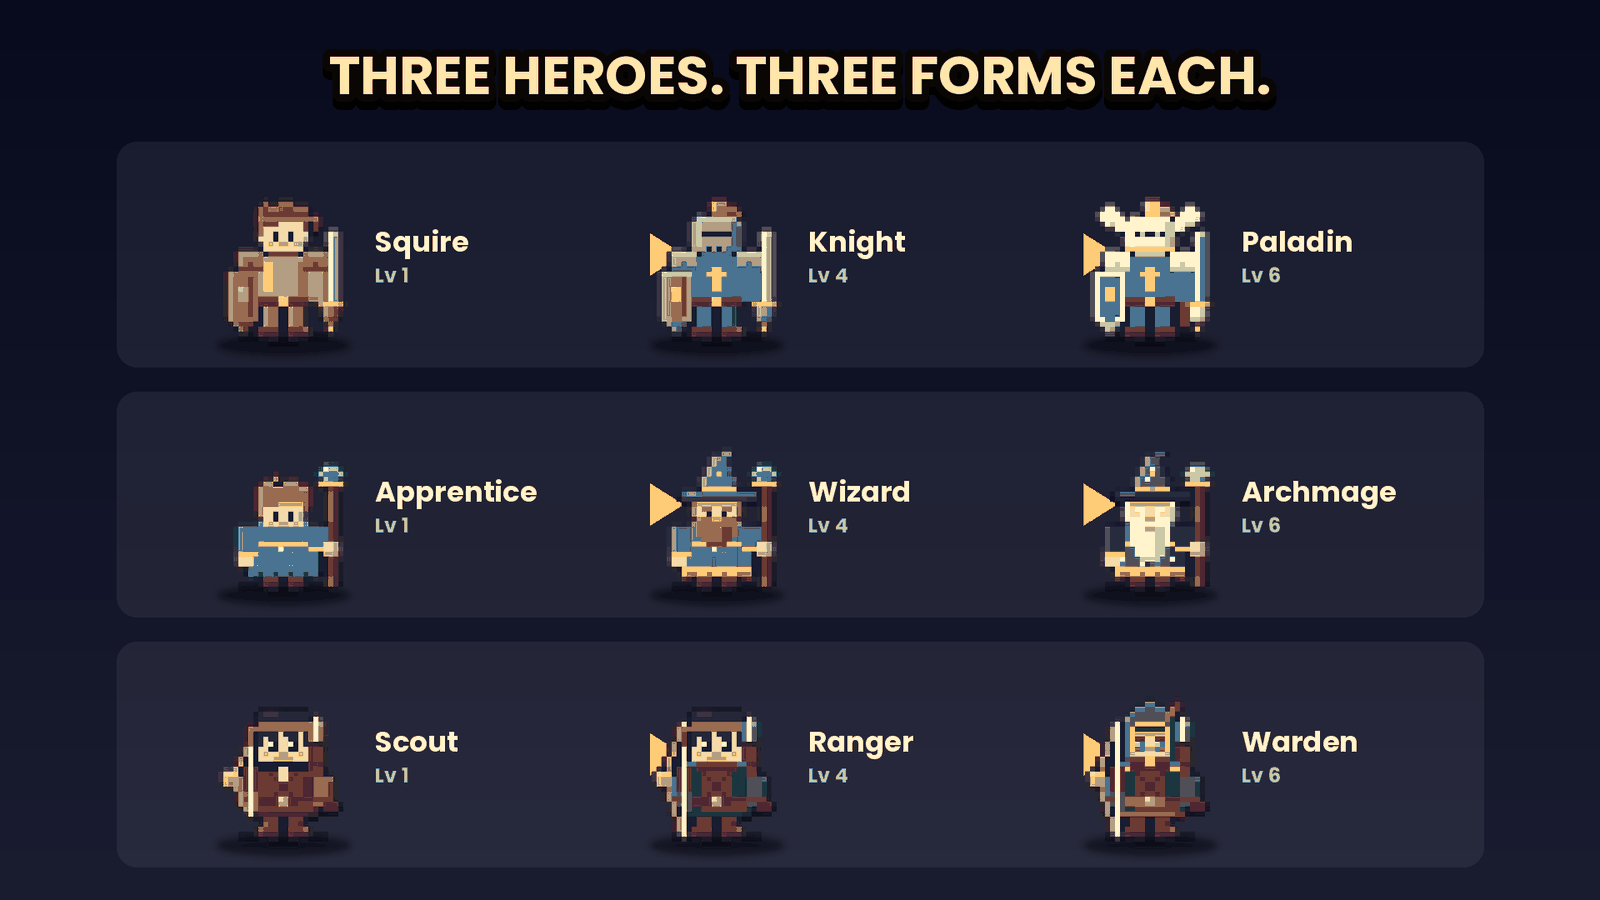 THREE HEROES. THREE FORMS EACH.
Squire
Lv 1
Knight
Lv 4
Paladin
Lv 6
Apprentice
Lv 1
Wizard
Lv 4
Archmage
Lv 6
Scout
Lv 1
Ranger
Lv 4
Warden
Lv 6